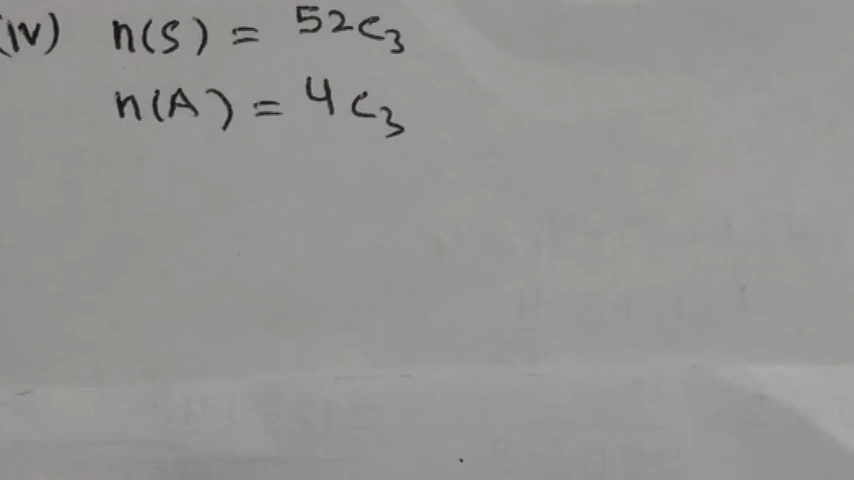 (iv) n(S) = 52C₃
n(A) = 4C₃